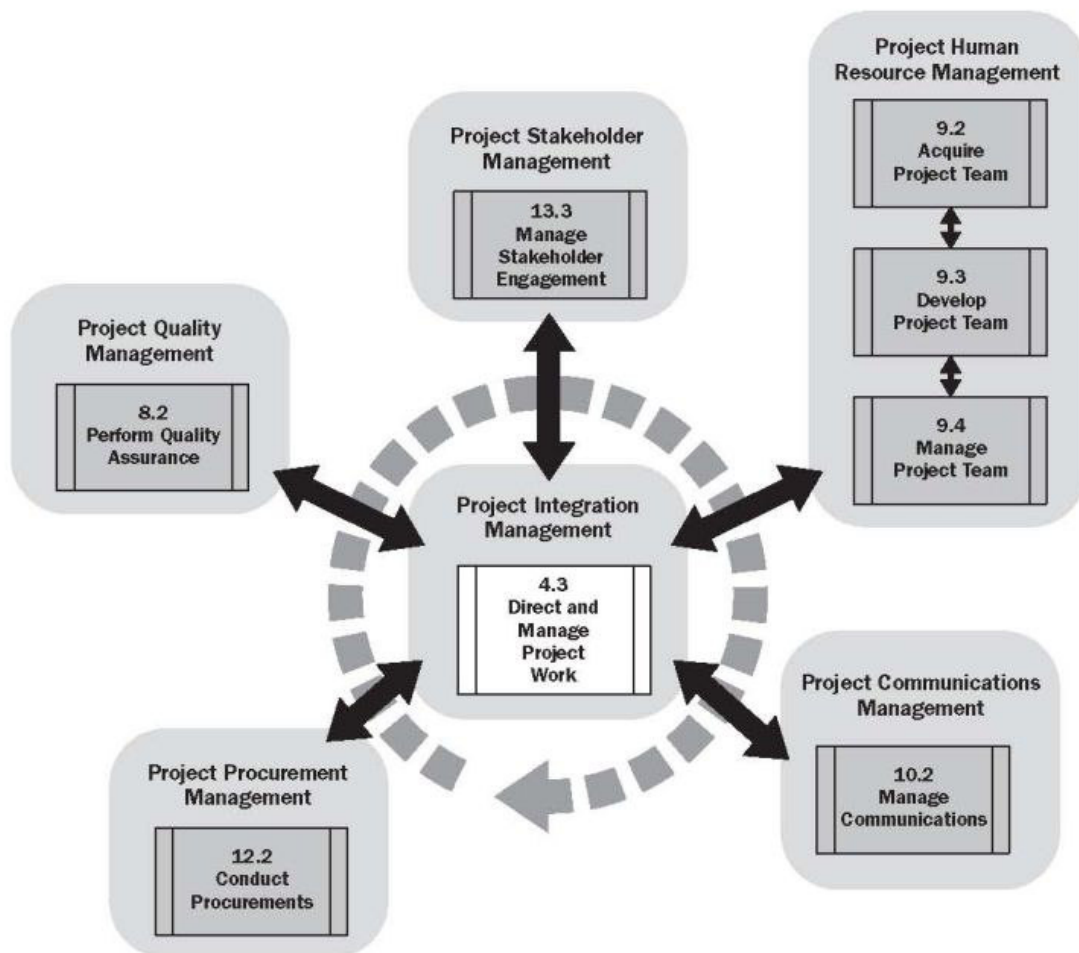 Project Human
Resource Management
9.2
Acquire
Project Team
9.3
Develop
Project Team
9.4
Manage
Project Team
Project Stakeholder
Management
13.3
Manage
Stakeholder
Engagement
Project Quality
Management
8.2
Perform Quality
Assurance
Project Integration
Management
4.3
Direct and
Manage
Project
Work
Project Communications
Management
10.2
Manage
Communications
Project Procurement
Management
12.2
Conduct
Procurements